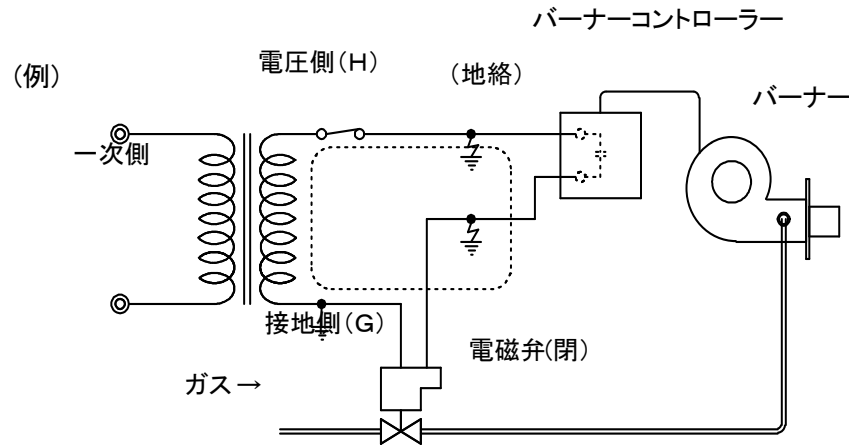 バーナーコントローラー
電圧側(H)
(地絡)
(例)
バーナー
一次側
接地側(G)
電磁弁(閉)
ガス→